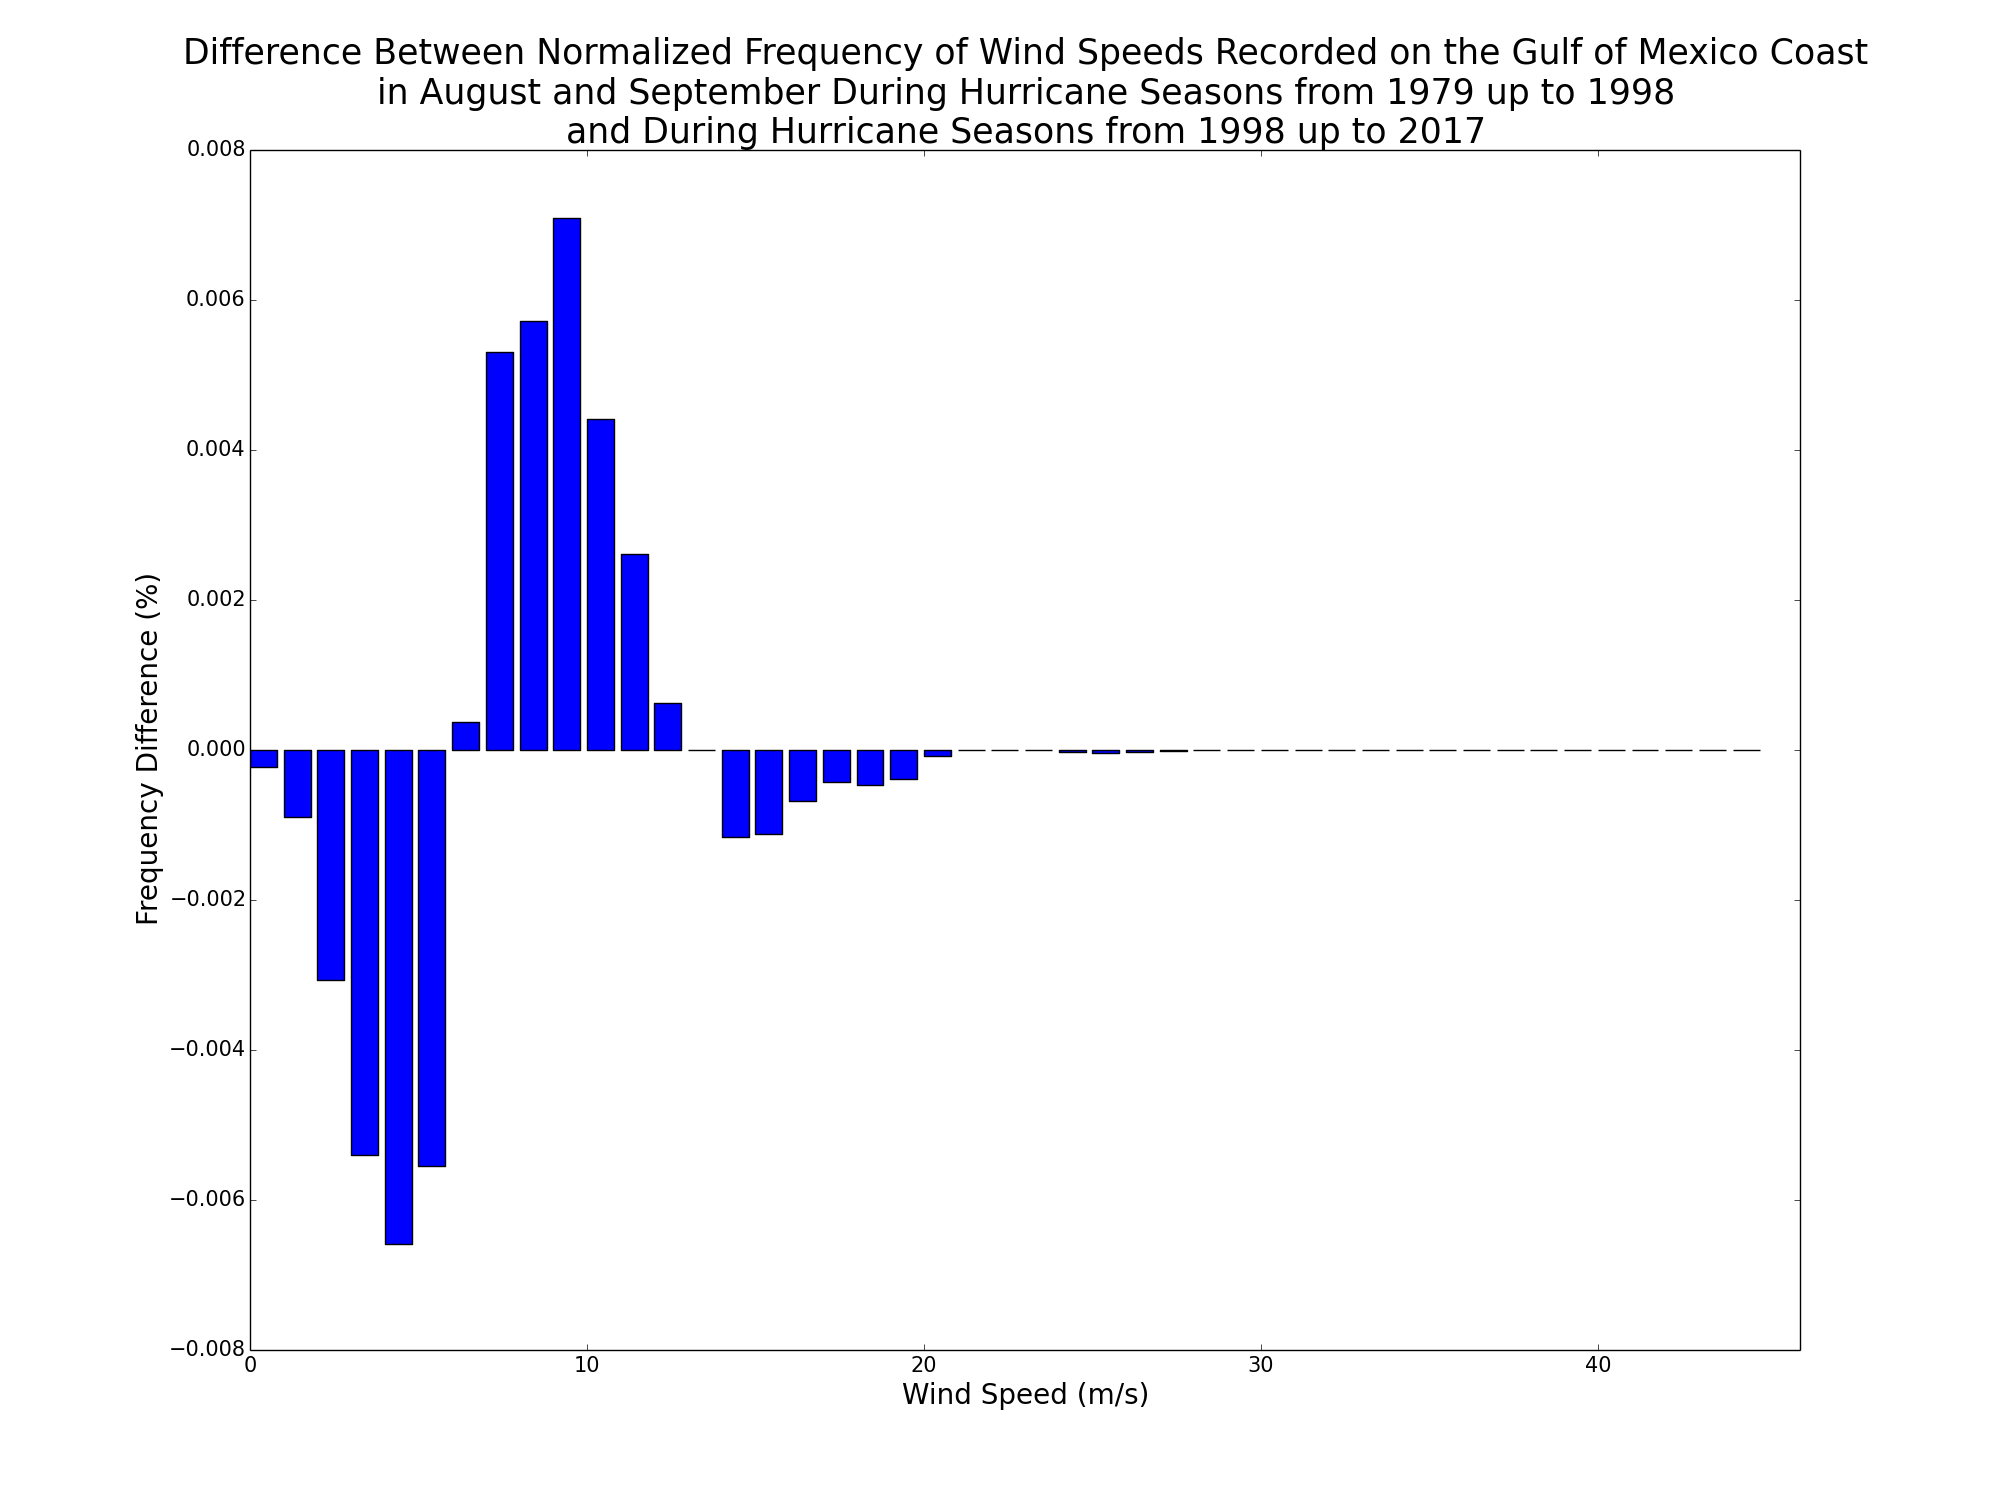 Difference Between Normalized Frequency of Wind Speeds Recorded on the Gulf of Mexico Coast
in August and September During Hurricane Seasons from 1979 up to 1998
and During Hurricane Seasons from 1998 up to 2017
0.008
0.006
0.004
0.002
0.000
−0.002
−0.004
−0.006
−0.008
Frequency Difference (%)
0 10 20 30 40
Wind Speed (m/s)